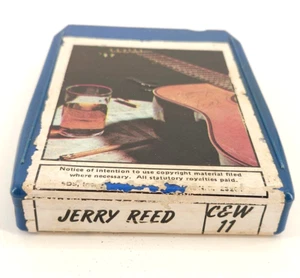 Notice of intention to use copyright material filed
where necessary. All statutory royalties paid.
JERRY REED
C&W
11